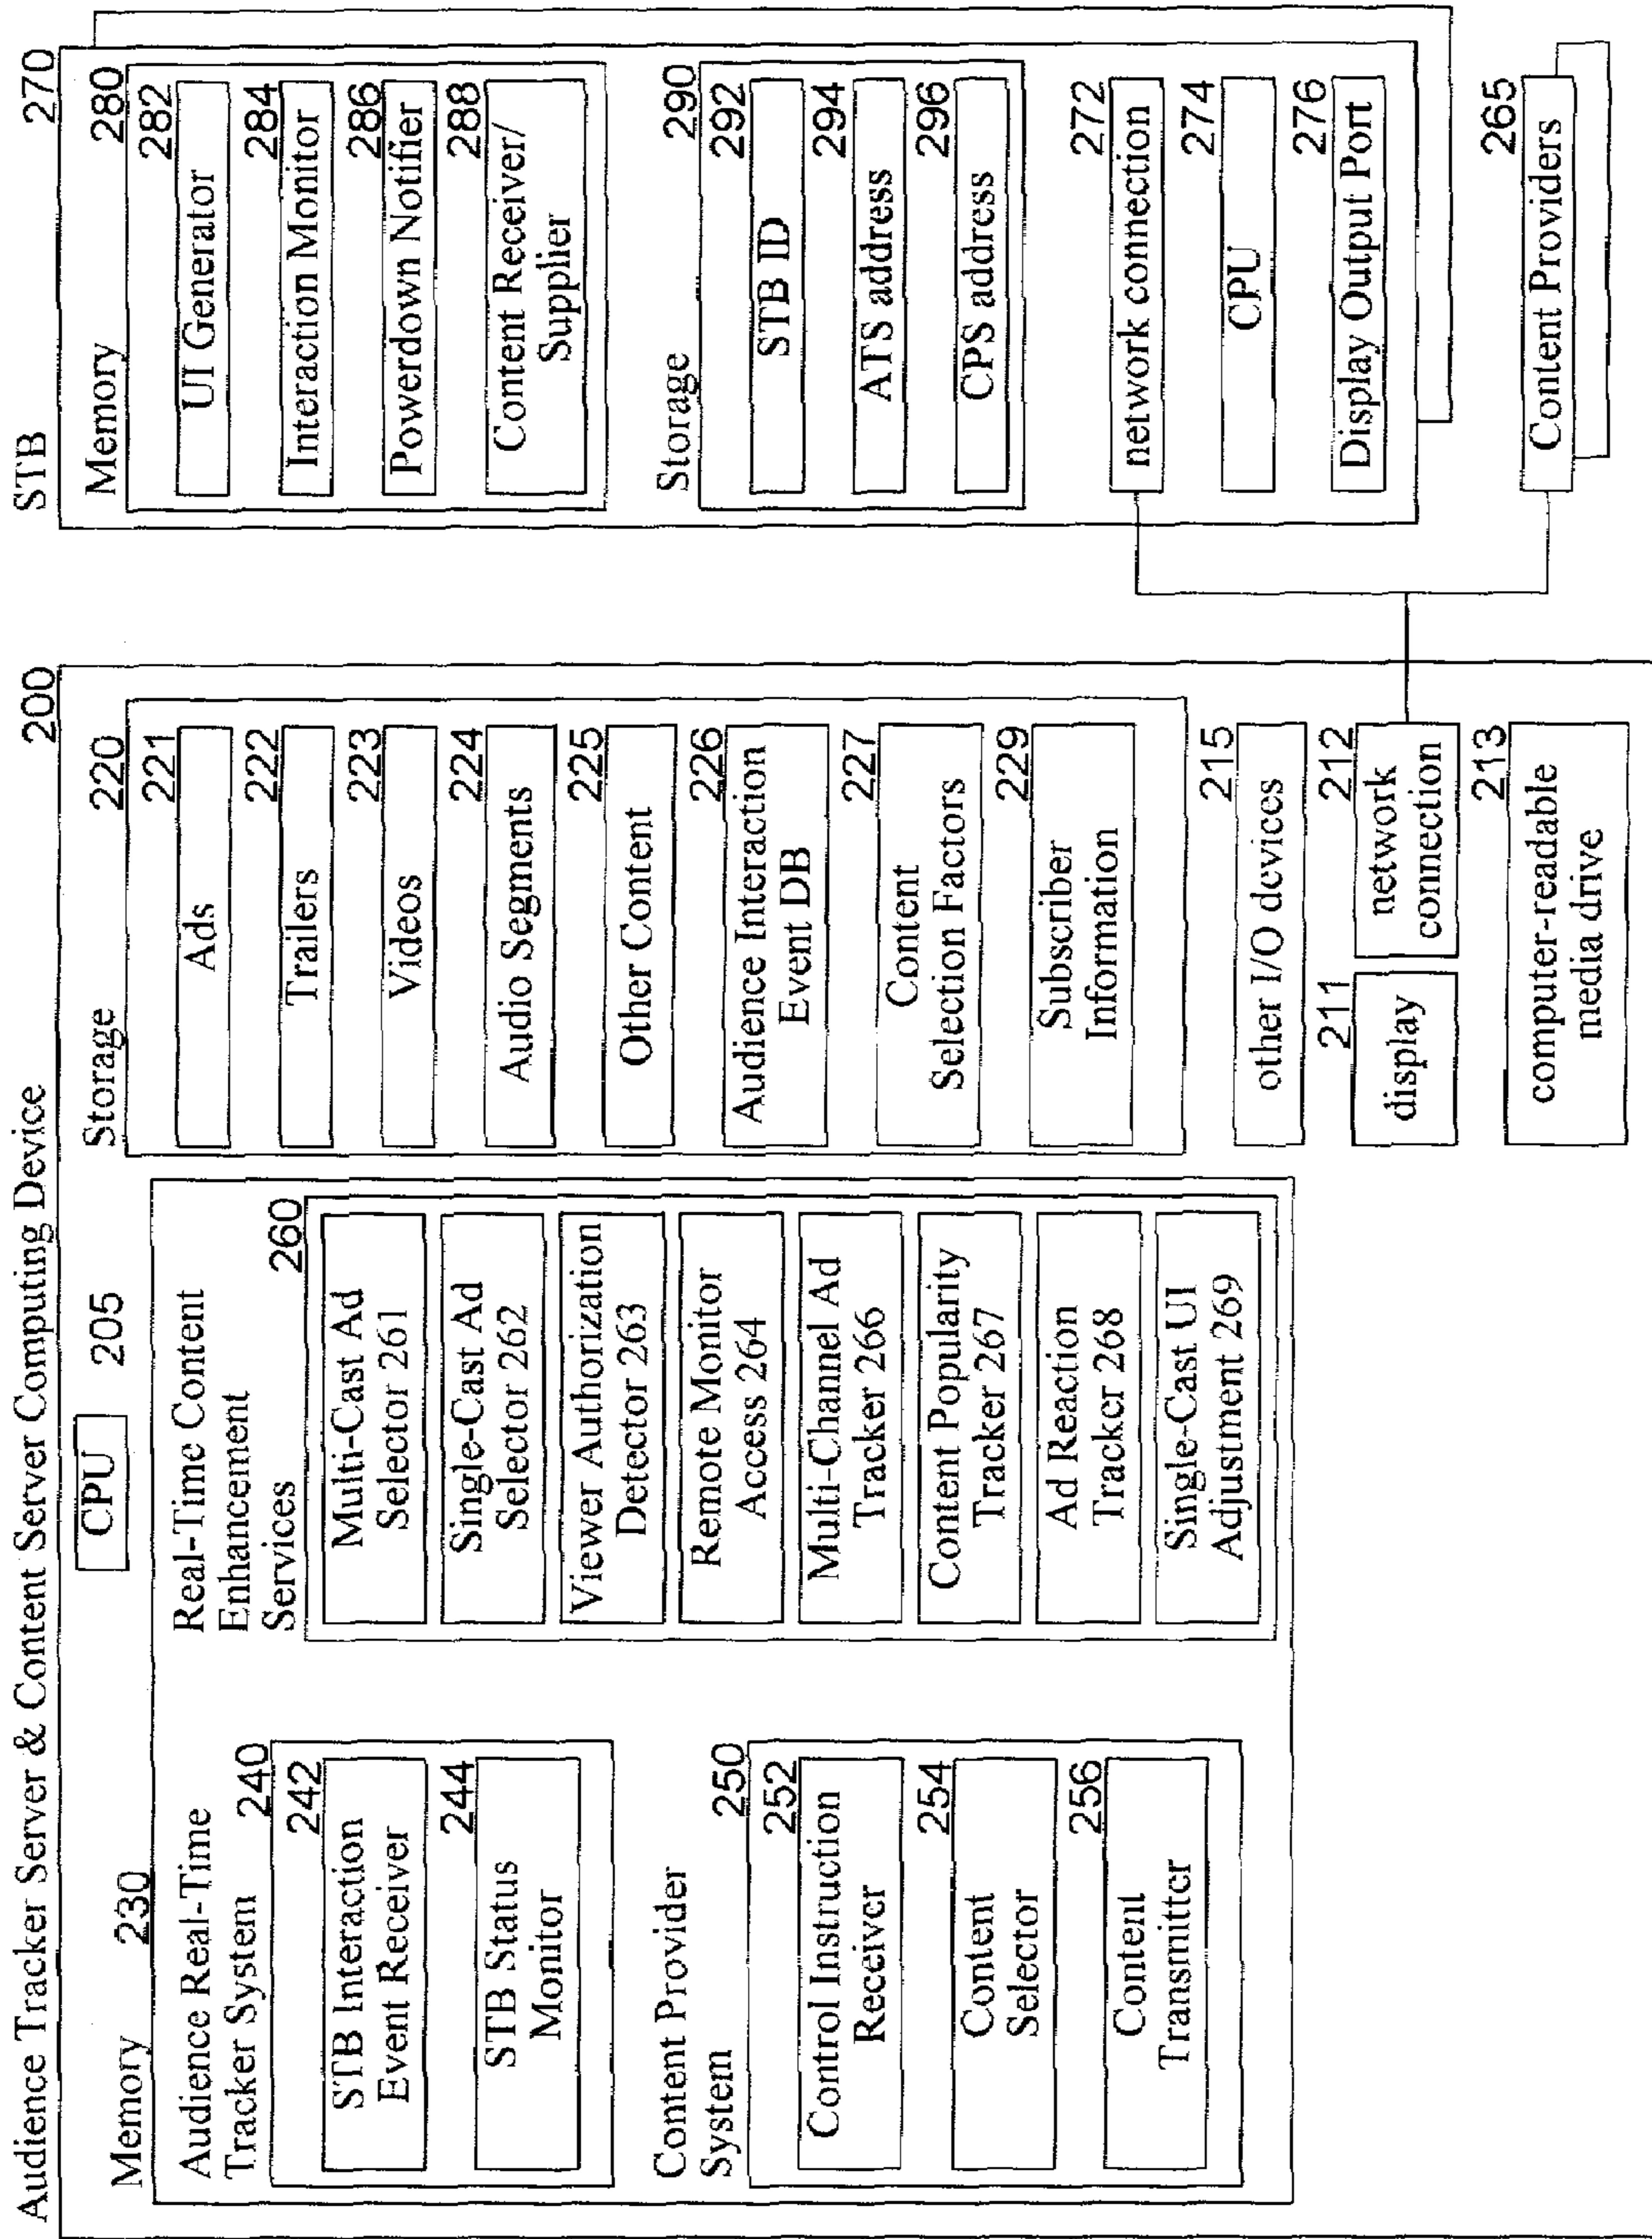 Audience Tracker Server & Content Server Computing Device
200
CPU
205
Memory
230
Audience Real-Time
Tracker System
240
242
STB Interaction
Event Receiver
244
STB Status
Monitor
Content Provider
System
250
252
Control Instruction
Receiver
254
Content
Selector
256
Content
Transmitter
Real-Time Content
Enhancement
Services
260
Multi-Cast Ad
Selector 261
Single-Cast Ad
Selector 262
Viewer Authorization
Detector 263
Remote Monitor
Access 264
Multi-Channel Ad
Tracker 266
Content Popularity
Tracker 267
Ad Reaction
Tracker 268
Single-Cast UI
Adjustment 269
Storage
220
221
Ads
222
Trailers
223
Videos
224
Audio Segments
225
Other Content
226
Audience Interaction
Event DB
227
Content
Selection Factors
229
Subscriber
Information
215
other I/O devices
211
display
212
network
connection
213
computer-readable
media drive
STB
270
Memory
280
282
UI Generator
284
Interaction Monitor
286
Powerdown Notifier
288
Content Receiver/
Supplier
Storage
290
292
STB ID
294
ATS address
296
CPS address
272
network connection
274
CPU
276
Display Output Port
265
Content Providers